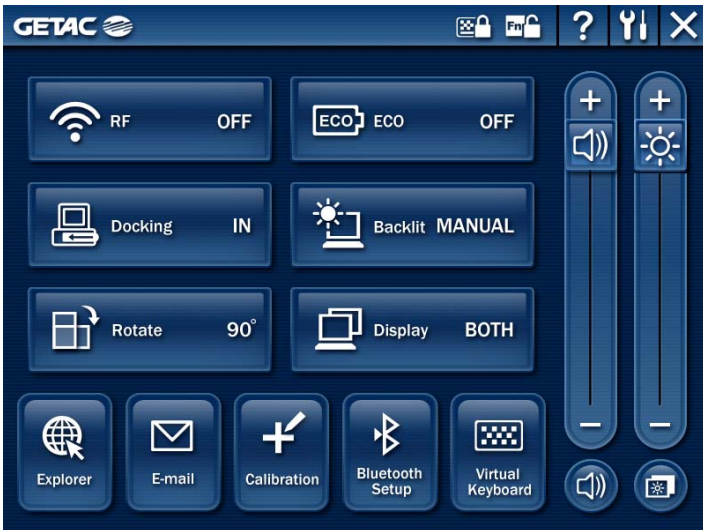 GETAC
Fn
?
RF OFF
ECO ECO OFF
Docking IN
Backlit MANUAL
Rotate 90°
Display BOTH
Explorer
E-mail
Calibration
Bluetooth
Setup
Virtual
Keyboard